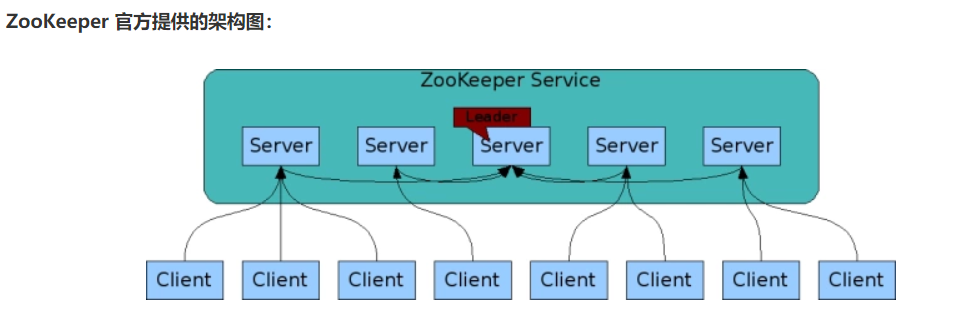 ZooKeeper 官方提供的架构图：
ZooKeeper Service
Leader
Server Server Server Server Server
Client Client Client Client Client Client Client Client